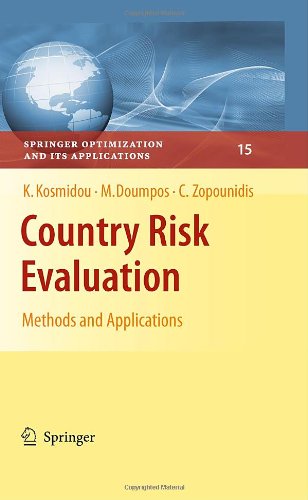 SPRINGER OPTIMIZATION
AND ITS APPLICATIONS
15
K. Kosmidou · M. Doumpos · C. Zopounidis
Country Risk
Evaluation
Methods and Applications
Springer